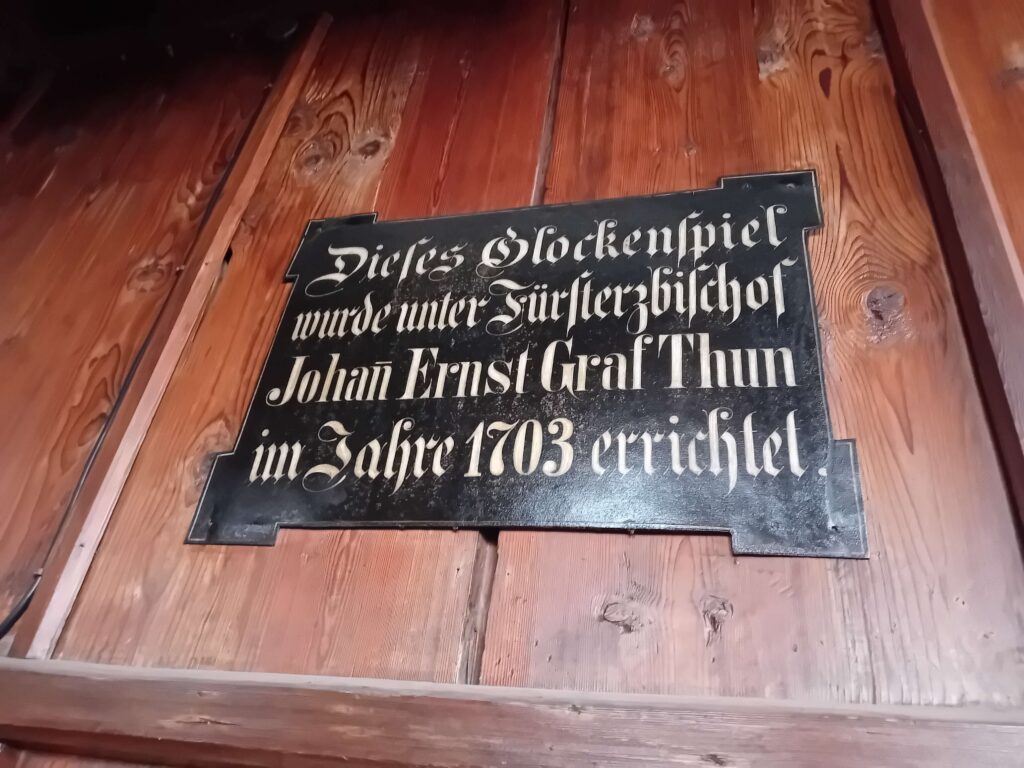 Dieſes Glockenſpiel
wurde unter Fürſterzbiſchof
Johan̄ Ernst Graf Thun
im Jahre 1703 errichtet.